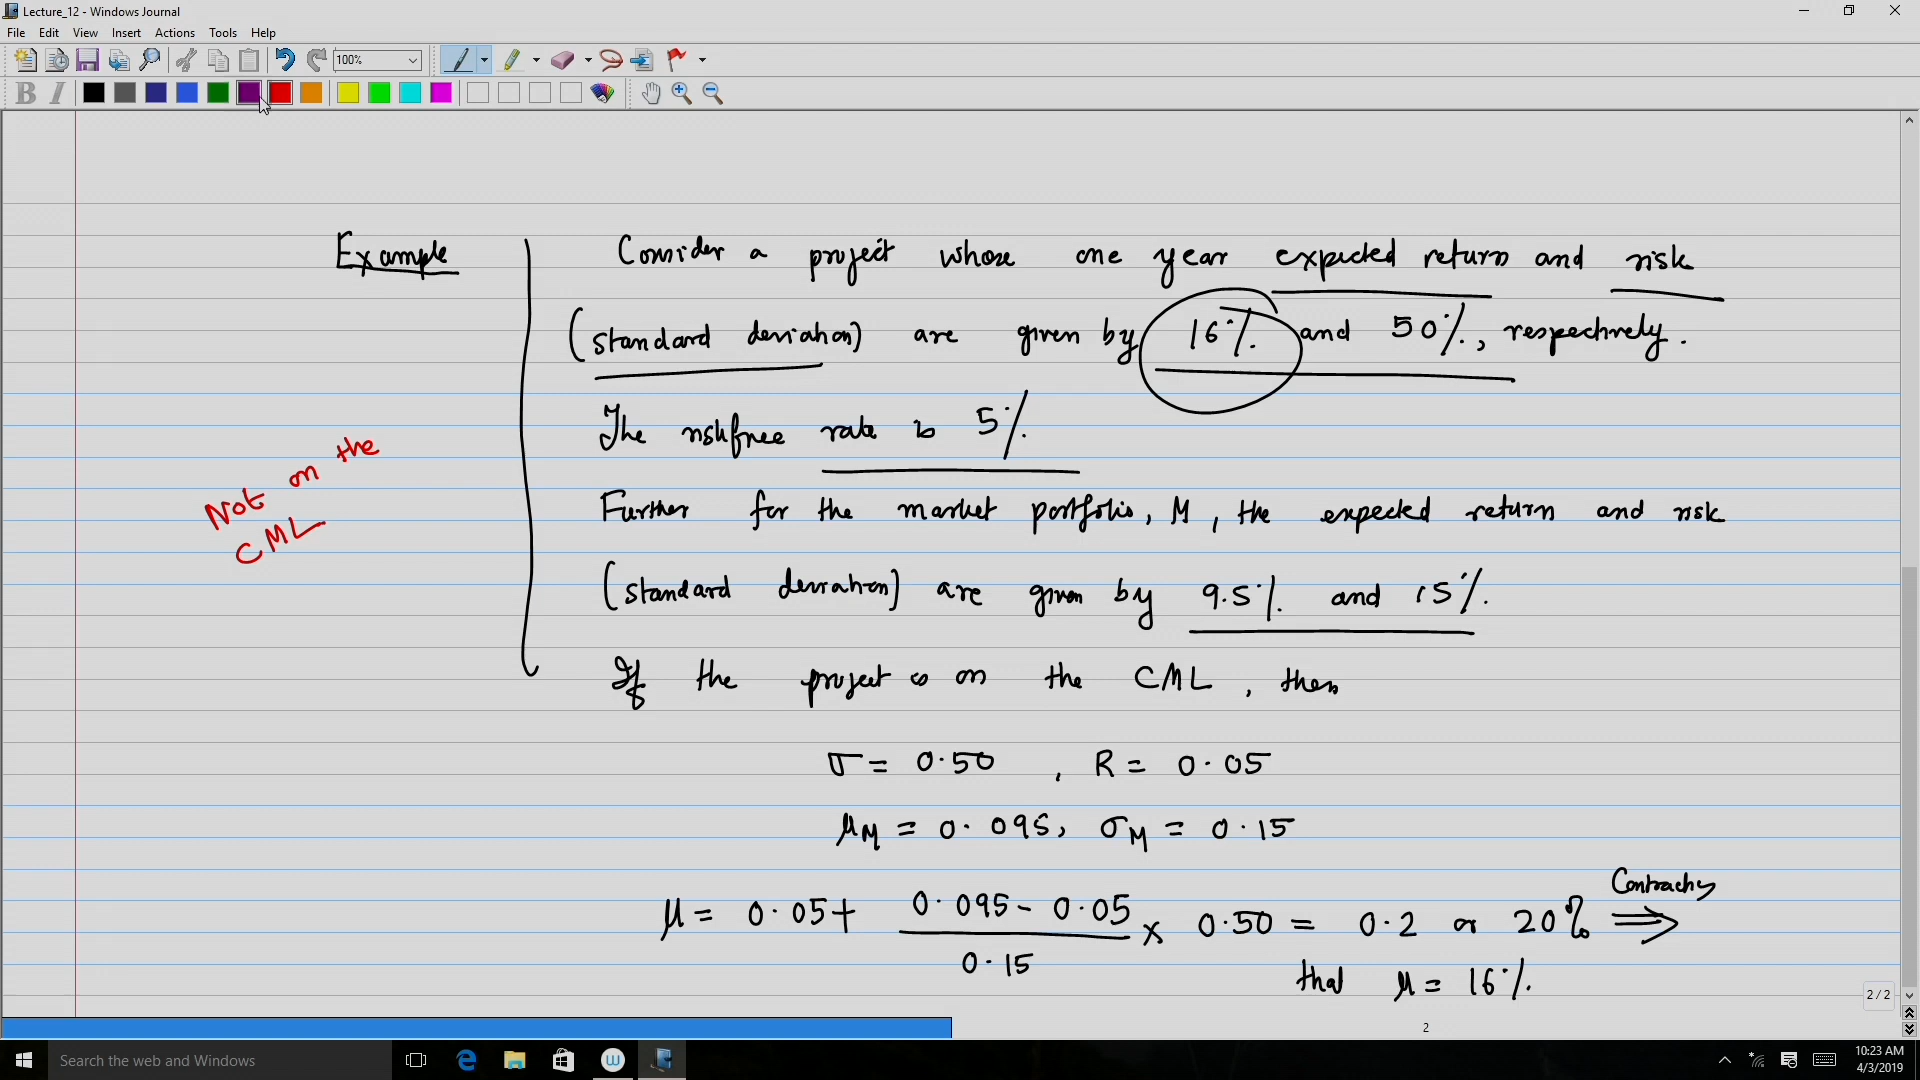 Lecture_12 - Windows Journal
File Edit View Insert Actions Tools Help
100%
B I
Example
Consider a project whose one year expected return and risk
(standard deviation) are given by 16% and 50%, respectively.
The riskfree rate is 5%
Not on the
CML
Further for the market portfolio, M, the expected return and risk
(standard deviation) are given by 9.5% and 15%.
If the project is on the CML, then
σ = 0.50 , R = 0.05
μM = 0.095, σM = 0.15
μ = 0.05 + 0.095 - 0.05 / 0.15 × 0.50 = 0.2 or 20% ⟹
that μ = 16%.
2 / 2
2
Search the web and Windows
10:23 AM
4/3/2019